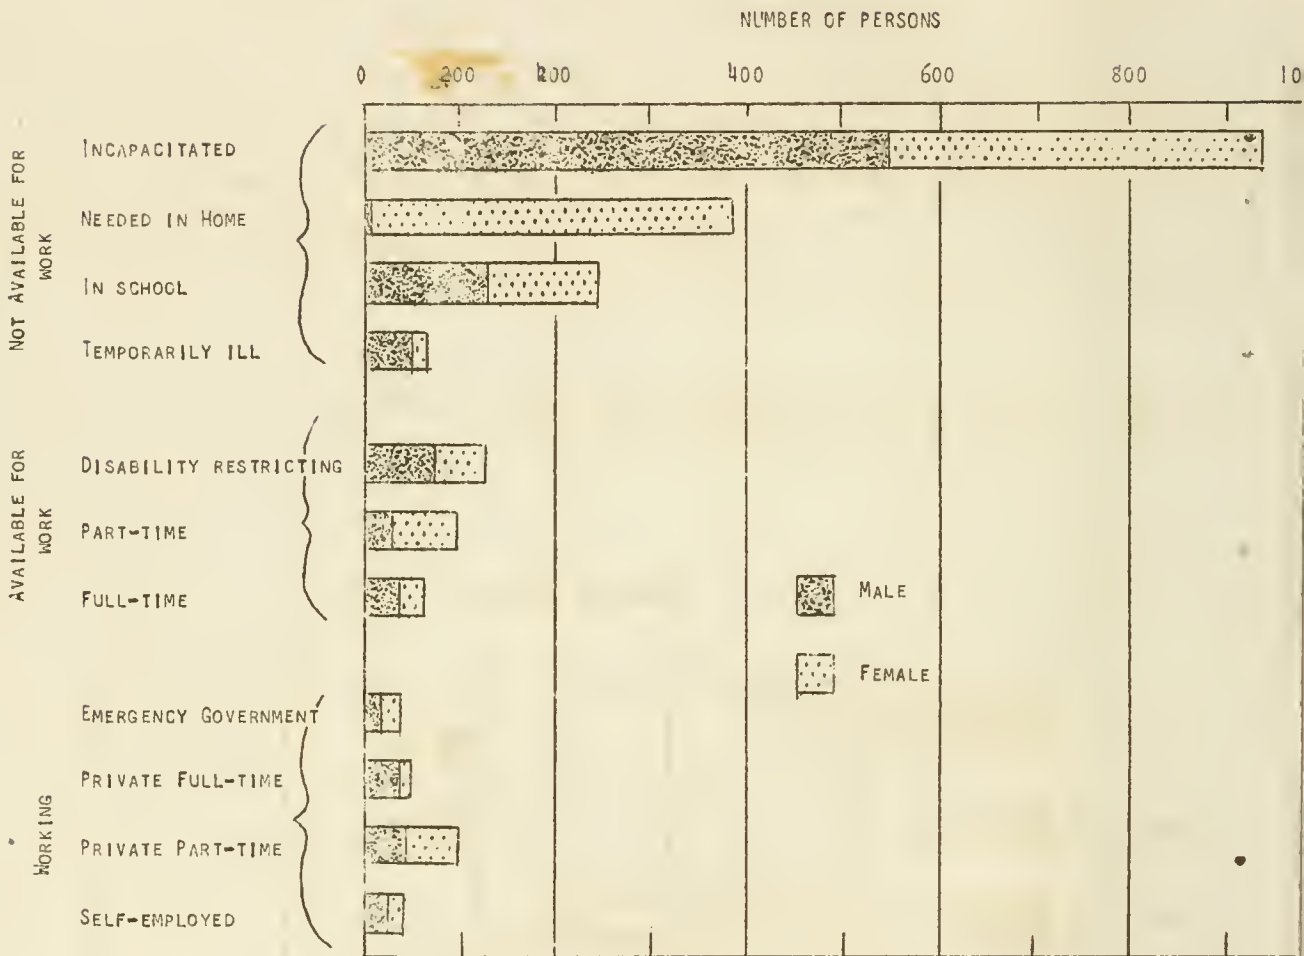 NUMBER OF PERSONS
0 200 200 400 600 800 10
NOT AVAILABLE FOR
WORK
INCAPACITATED
NEEDED IN HOME
IN SCHOOL
TEMPORARILY ILL
AVAILABLE FOR
WORK
DISABILITY RESTRICTING
PART-TIME
FULL-TIME
MALE
FEMALE
WORKING
EMERGENCY GOVERNMENT
PRIVATE FULL-TIME
PRIVATE PART-TIME
SELF-EMPLOYED